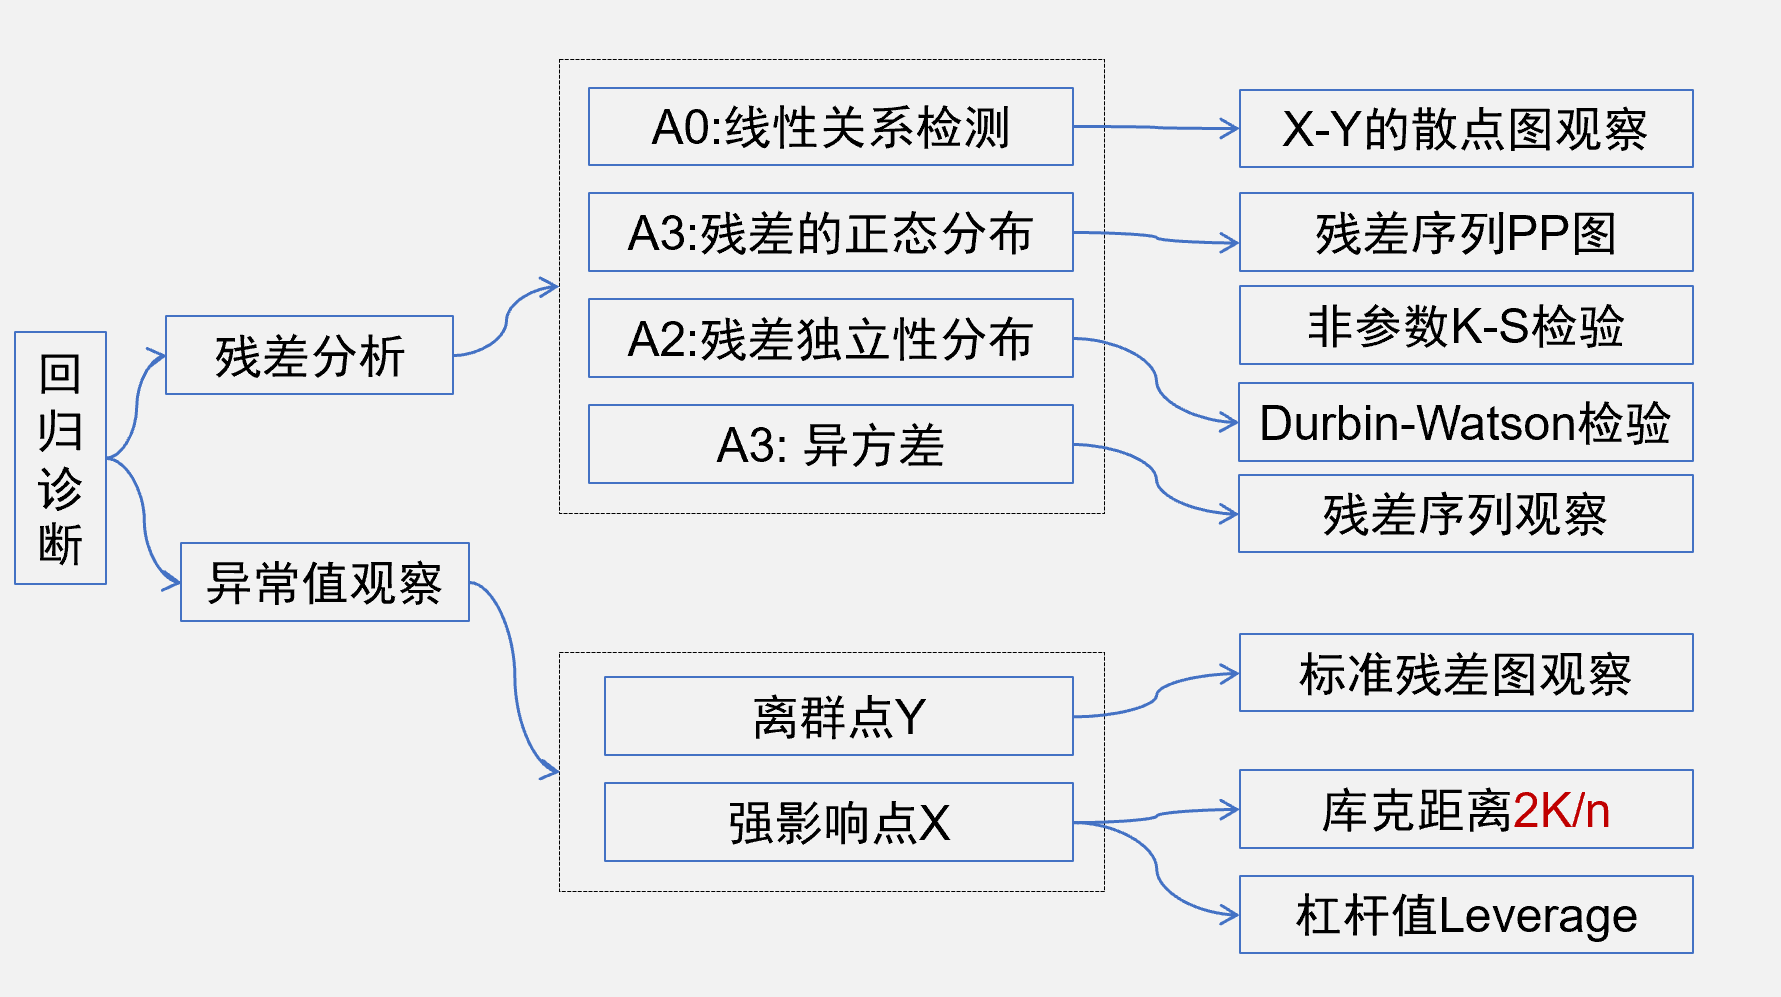 回归诊断
残差分析
异常值观察
A0:线性关系检测
A3:残差的正态分布
A2:残差独立性分布
A3: 异方差
X-Y的散点图观察
残差序列PP图
非参数K-S检验
Durbin-Watson检验
残差序列观察
离群点Y
强影响点X
标准残差图观察
库克距离2K/n
杠杆值Leverage